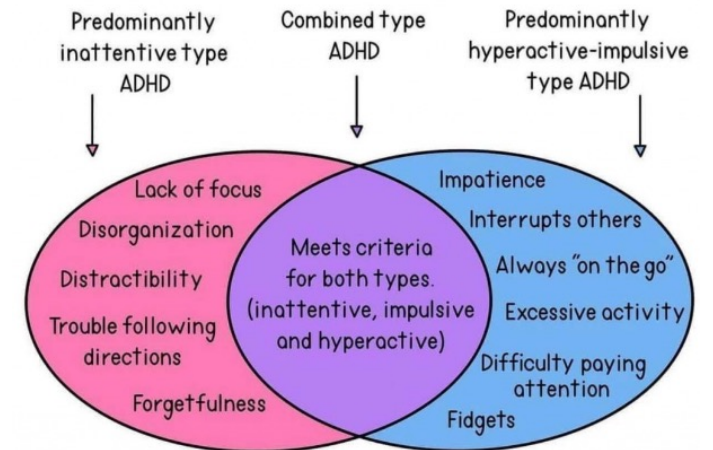 Predominantly
inattentive type
ADHD
Combined type
ADHD
Predominantly
hyperactive-impulsive
type ADHD
Lack of focus
Disorganization
Distractibility
Trouble following
directions
Forgetfulness
Meets criteria
for both types.
(inattentive, impulsive
and hyperactive)
Impatience
Interrupts others
Always "on the go"
Excessive activity
Difficulty paying
attention
Fidgets